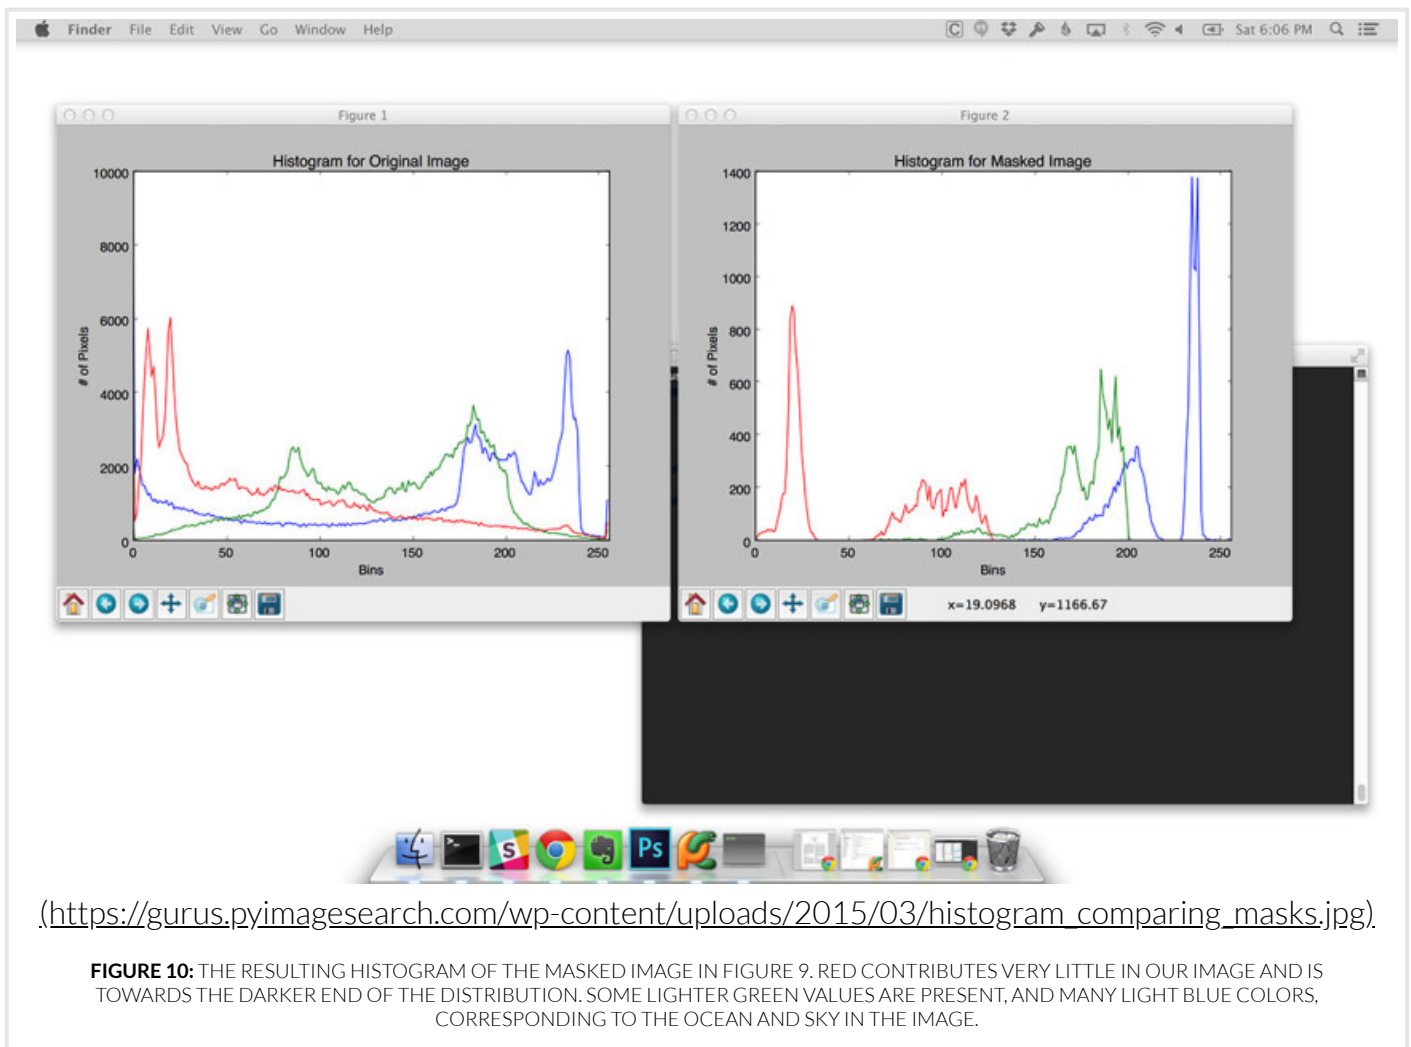 Finder File Edit View Go Window Help
Sat 6:06 PM
Figure 1
Histogram for Original Image
10000
8000
6000
4000
2000
0
# of Pixels
0 50 100 150 200 250
Bins
Figure 2
Histogram for Masked Image
1400
1200
1000
800
600
400
200
0
# of Pixels
0 50 100 150 200 250
Bins
x=19.0968 y=1166.67
>_
S
Ps
(https://gurus.pyimagesearch.com/wp-content/uploads/2015/03/histogram_comparing_masks.jpg)
FIGURE 10: THE RESULTING HISTOGRAM OF THE MASKED IMAGE IN FIGURE 9. RED CONTRIBUTES VERY LITTLE IN OUR IMAGE AND IS
TOWARDS THE DARKER END OF THE DISTRIBUTION. SOME LIGHTER GREEN VALUES ARE PRESENT, AND MANY LIGHT BLUE COLORS,
CORRESPONDING TO THE OCEAN AND SKY IN THE IMAGE.